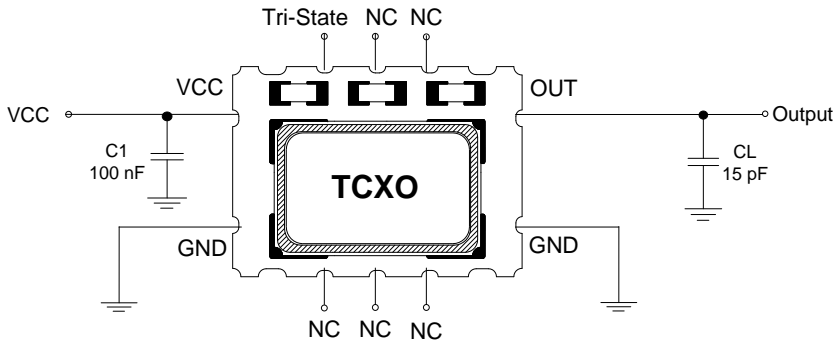 Tri-State NC NC
VCC OUT
VCC Output
C1
100 nF
CL
15 pF
TCXO
GND GND
NC NC NC